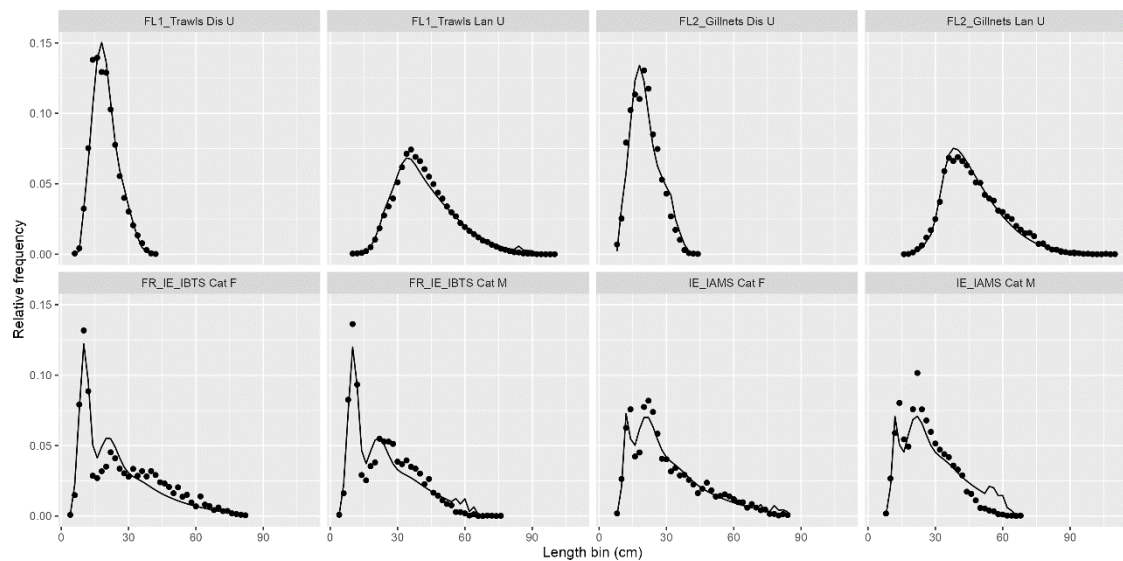 FL1_Trawls Dis U
FL1_Trawls Lan U
FL2_Gillnets Dis U
FL2_Gillnets Lan U
0.15
0.10
0.05
0.00
FR_IE_IBTS Cat F
FR_IE_IBTS Cat M
IE_IAMS Cat F
IE_IAMS Cat M
0.15
0.10
0.05
0.00
0 30 60 90 0 30 60 90 0 30 60 90 0 30 60 90
Length bin (cm)
Relative frequency